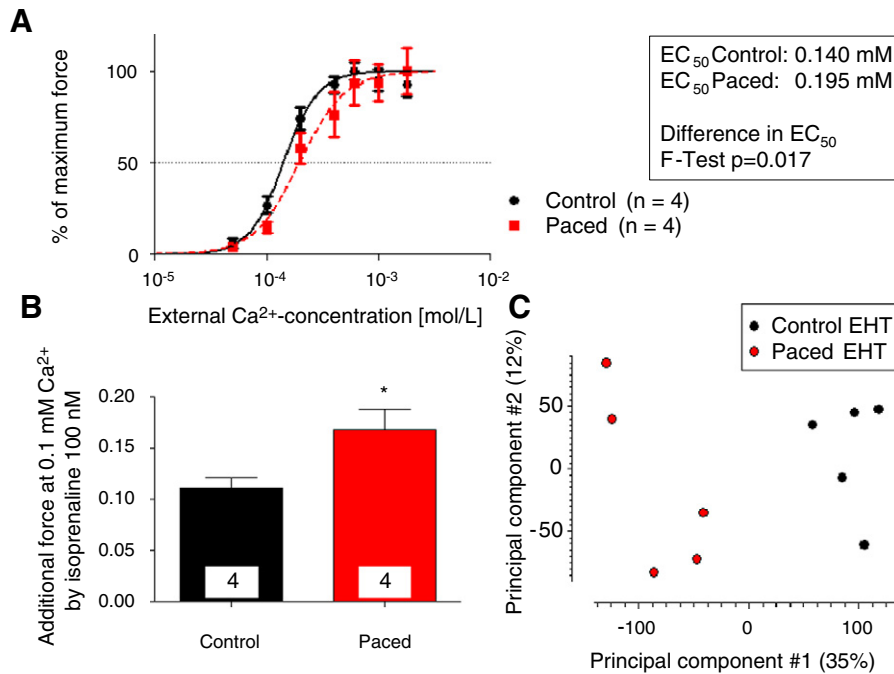 A
% of maximum force
100
50
0
10⁻⁵
10⁻⁴
10⁻³
10⁻²
External Ca²⁺-concentration [mol/L]
EC₅₀ Control: 0.140 mM
EC₅₀ Paced: 0.195 mM
Difference in EC₅₀
F-Test p=0.017
Control (n = 4)
Paced (n = 4)
B
Additional force at 0.1 mM Ca²⁺
by isoprenaline 100 nM
0.20
0.15
0.10
0.05
0.00
*
4
4
Control
Paced
C
Control EHT
Paced EHT
Principal component #2 (12%)
50
0
-50
-100
0
100
Principal component #1 (35%)